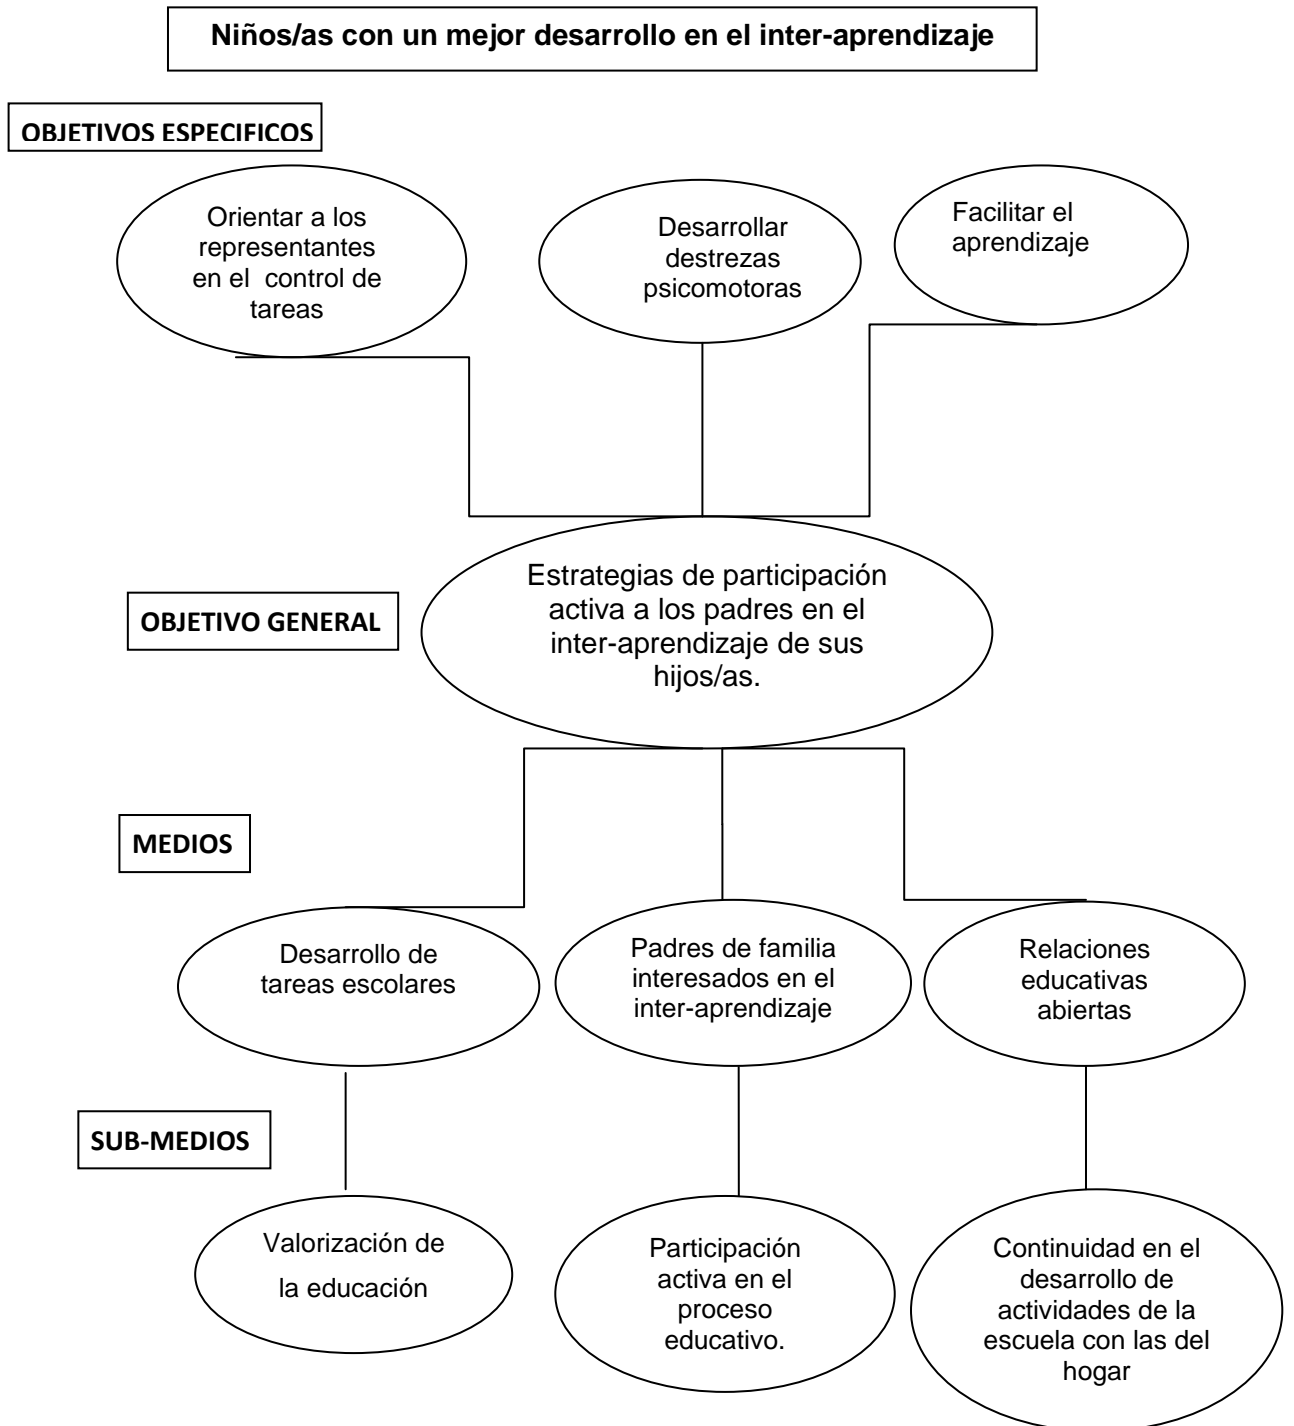 Niños/as con un mejor desarrollo en el inter-aprendizaje
OBJETIVOS ESPECIFICOS
Orientar a los
representantes
en el control de
tareas
Desarrollar
destrezas
psicomotoras
Facilitar el
aprendizaje
Estrategias de participación
activa a los padres en el
inter-aprendizaje de sus
hijos/as.
OBJETIVO GENERAL
MEDIOS
Desarrollo de
tareas escolares
Padres de familia
interesados en el
inter-aprendizaje
Relaciones
educativas
abiertas
SUB-MEDIOS
Valorización de
la educación
Participación
activa en el
proceso
educativo.
Continuidad en el
desarrollo de
actividades de la
escuela con las del
hogar